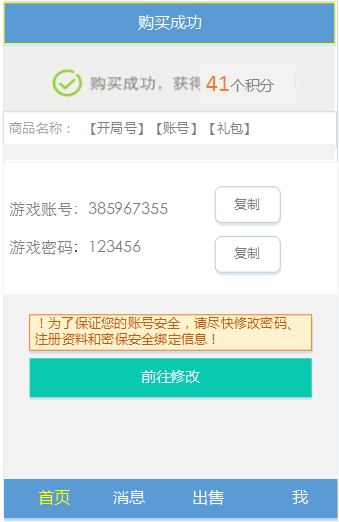 购买成功
购买成功，获得41个积分
商品名称： 【开局号】【账号】【礼包】
游戏账号：385967355
复制
游戏密码：123456
复制
！为了保证您的账号安全，请尽快修改密码、
注册资料和密保安全绑定信息！
前往修改
首页 消息 出售 我